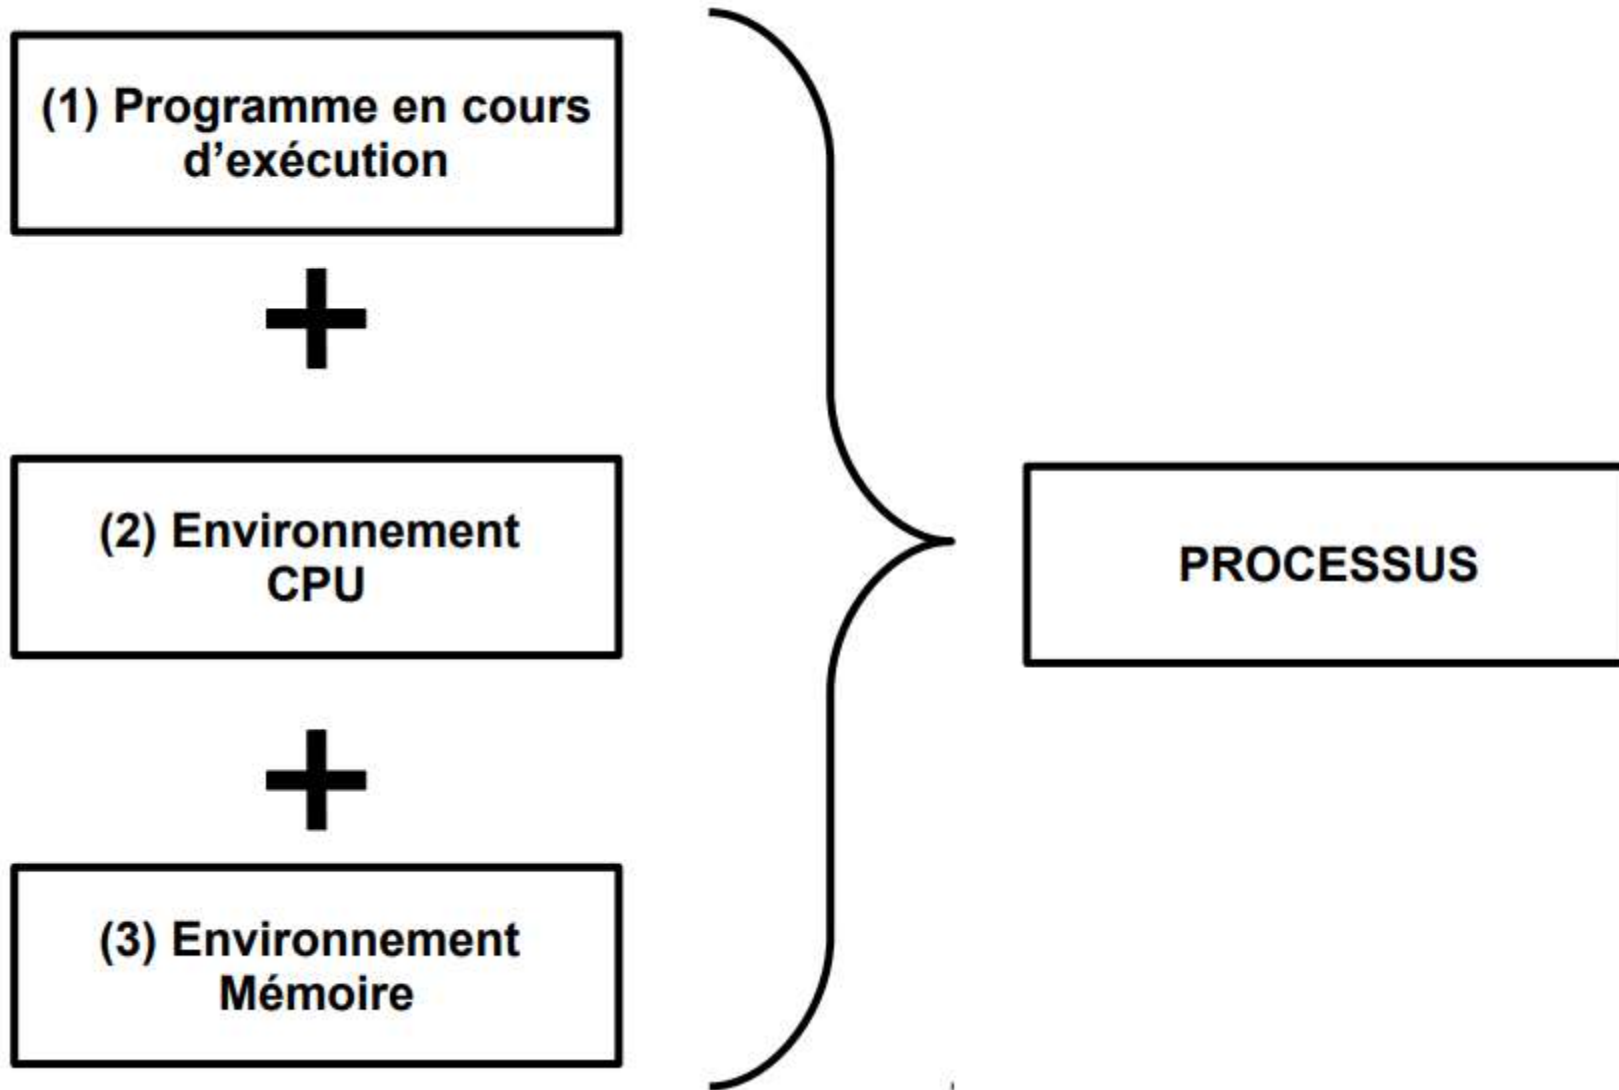 (1) Programme en cours
d’exécution
+
(2) Environnement
CPU
+
(3) Environnement
Mémoire
PROCESSUS